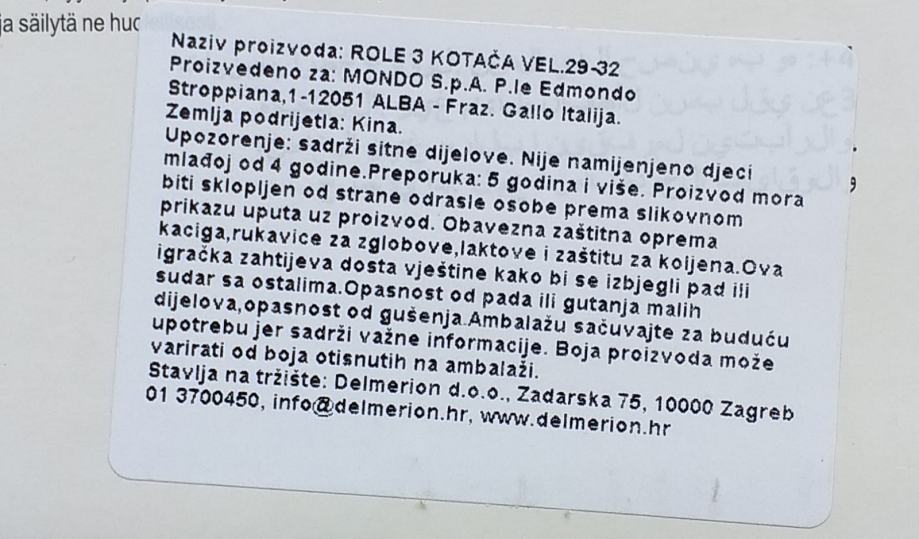 ja säilytä ne
Naziv proizvoda: ROLE 3 KOTAČA VEL.29-32
Proizvedeno za: MONDO S.p.A. P.le Edmondo
Stroppiana,1-12051 ALBA - Fraz. Gallo Italija.
Zemlja podrijetla: Kina.
Upozorenje: sadrži sitne dijelove. Nije namijenjeno djeci
mlađoj od 4 godine.Preporuka: 5 godina i više. Proizvod mora
biti sklopljen od strane odrasle osobe prema slikovnom
prikazu uputa uz proizvod. Obavezna zaštitna oprema
kaciga,rukavice za zglobove,laktove i zaštitu za koljena.Ova
igračka zahtijeva dosta vještine kako bi se izbjegli pad ili
sudar sa ostalima.Opasnost od pada ili gutanja malih
dijelova,opasnost od gušenja.Ambalažu sačuvajte za buduću
upotrebu jer sadrži važne informacije. Boja proizvoda može
varirati od boja otisnutih na ambalaži.
Stavlja na tržište: Delmerion d.o.o., Zadarska 75, 10000 Zagreb
01 3700450, info@delmerion.hr, www.delmerion.hr